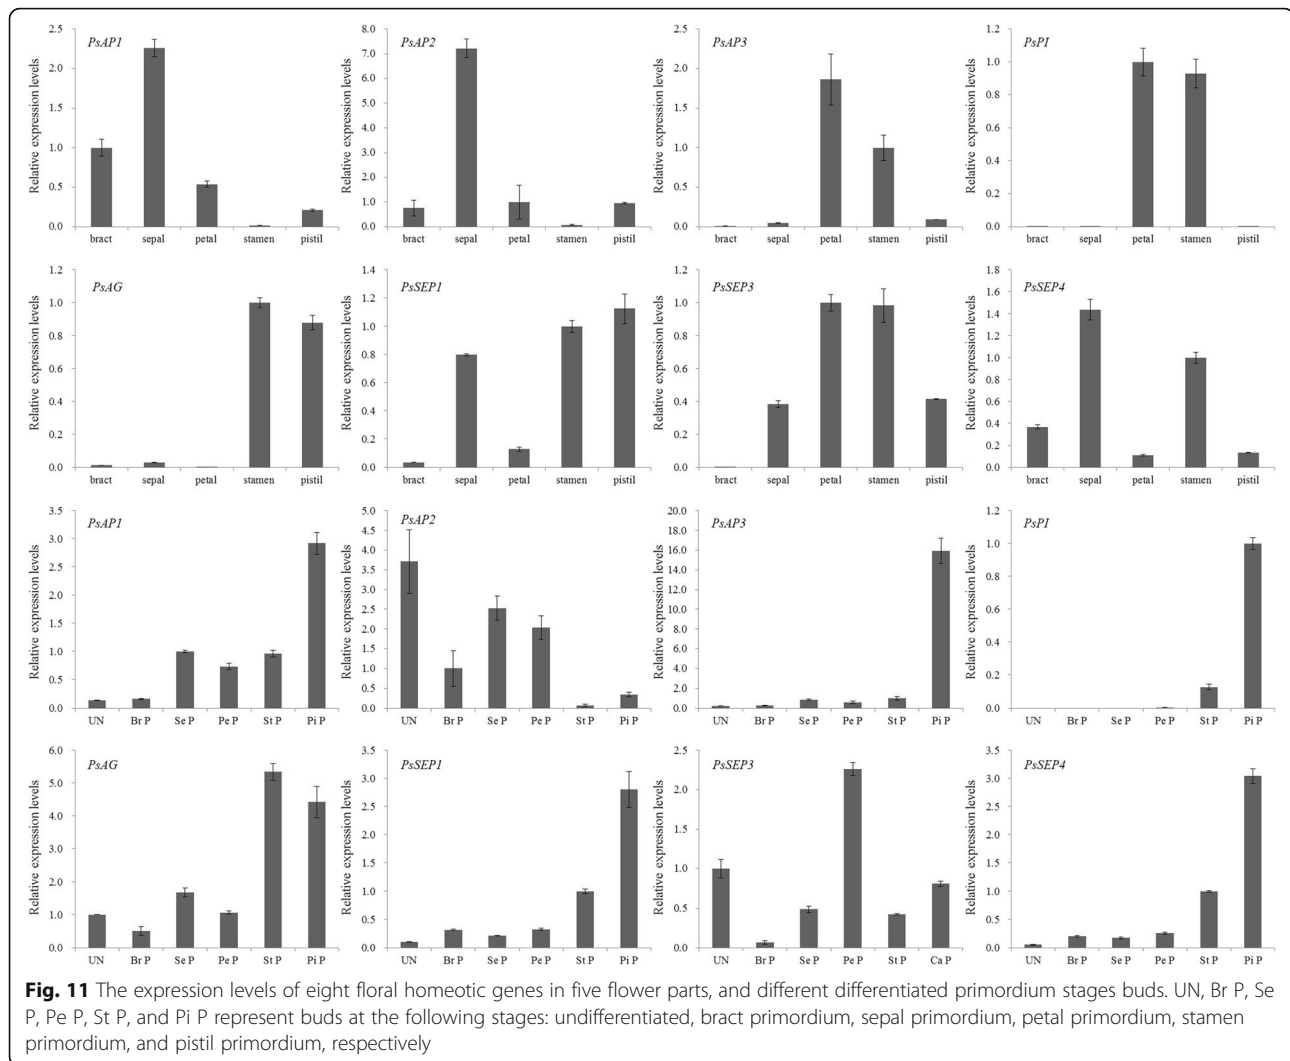 PsAP1
Relative expression levels
2.5
2.0
1.5
1.0
0.5
0.0
bract sepal petal stamen pistil
PsAP2
Relative expression levels
8.0
7.0
6.0
5.0
4.0
3.0
2.0
1.0
0.0
bract sepal petal stamen pistil
PsAP3
Relative expression levels
2.5
2.0
1.5
1.0
0.5
0.0
bract sepal petal stamen pistil
PsPI
Relative expression levels
1.2
1.0
0.8
0.6
0.4
0.2
0.0
bract sepal petal stamen pistil
PsAG
Relative expression levels
1.2
1.0
0.8
0.6
0.4
0.2
0.0
bract sepal petal stamen pistil
PsSEP1
Relative expression levels
1.4
1.2
1.0
0.8
0.6
0.4
0.2
0.0
bract sepal petal stamen pistil
PsSEP3
Relative expression levels
1.2
1.0
0.8
0.6
0.4
0.2
0.0
bract sepal petal stamen pistil
PsSEP4
Relative expression levels
1.8
1.6
1.4
1.2
1.0
0.8
0.6
0.4
0.2
0.0
bract sepal petal stamen pistil
PsAP1
Relative expression levels
3.5
3.0
2.5
2.0
1.5
1.0
0.5
0.0
UN Br P Se P Pe P St P Pi P
PsAP2
Relative expression levels
5.0
4.5
4.0
3.5
3.0
2.5
2.0
1.5
1.0
0.5
0.0
UN Br P Se P Pe P St P Pi P
PsAP3
Relative expression levels
20.0
18.0
16.0
14.0
12.0
10.0
8.0
6.0
4.0
2.0
0.0
UN Br P Se P Pe P St P Pi P
PsPI
Relative expression levels
1.2
1.0
0.8
0.6
0.4
0.2
0.0
UN Br P Se P Pe P St P Pi P
PsAG
Relative expression levels
6.0
5.0
4.0
3.0
2.0
1.0
0.0
UN Br P Se P Pe P St P Pi P
PsSEP1
Relative expression levels
3.5
3.0
2.5
2.0
1.5
1.0
0.5
0.0
UN Br P Se P Pe P St P Pi P
PsSEP3
Relative expression levels
2.5
2.0
1.5
1.0
0.5
0.0
UN Br P Se P Pe P St P Ca P
PsSEP4
Relative expression levels
3.5
3.0
2.5
2.0
1.5
1.0
0.5
0.0
UN Br P Se P Pe P St P Pi P
Fig. 11 The expression levels of eight floral homeotic genes in five flower parts, and different differentiated primordium stages buds. UN, Br P, Se
P, Pe P, St P, and Pi P represent buds at the following stages: undifferentiated, bract primordium, sepal primordium, petal primordium, stamen
primordium, and pistil primordium, respectively